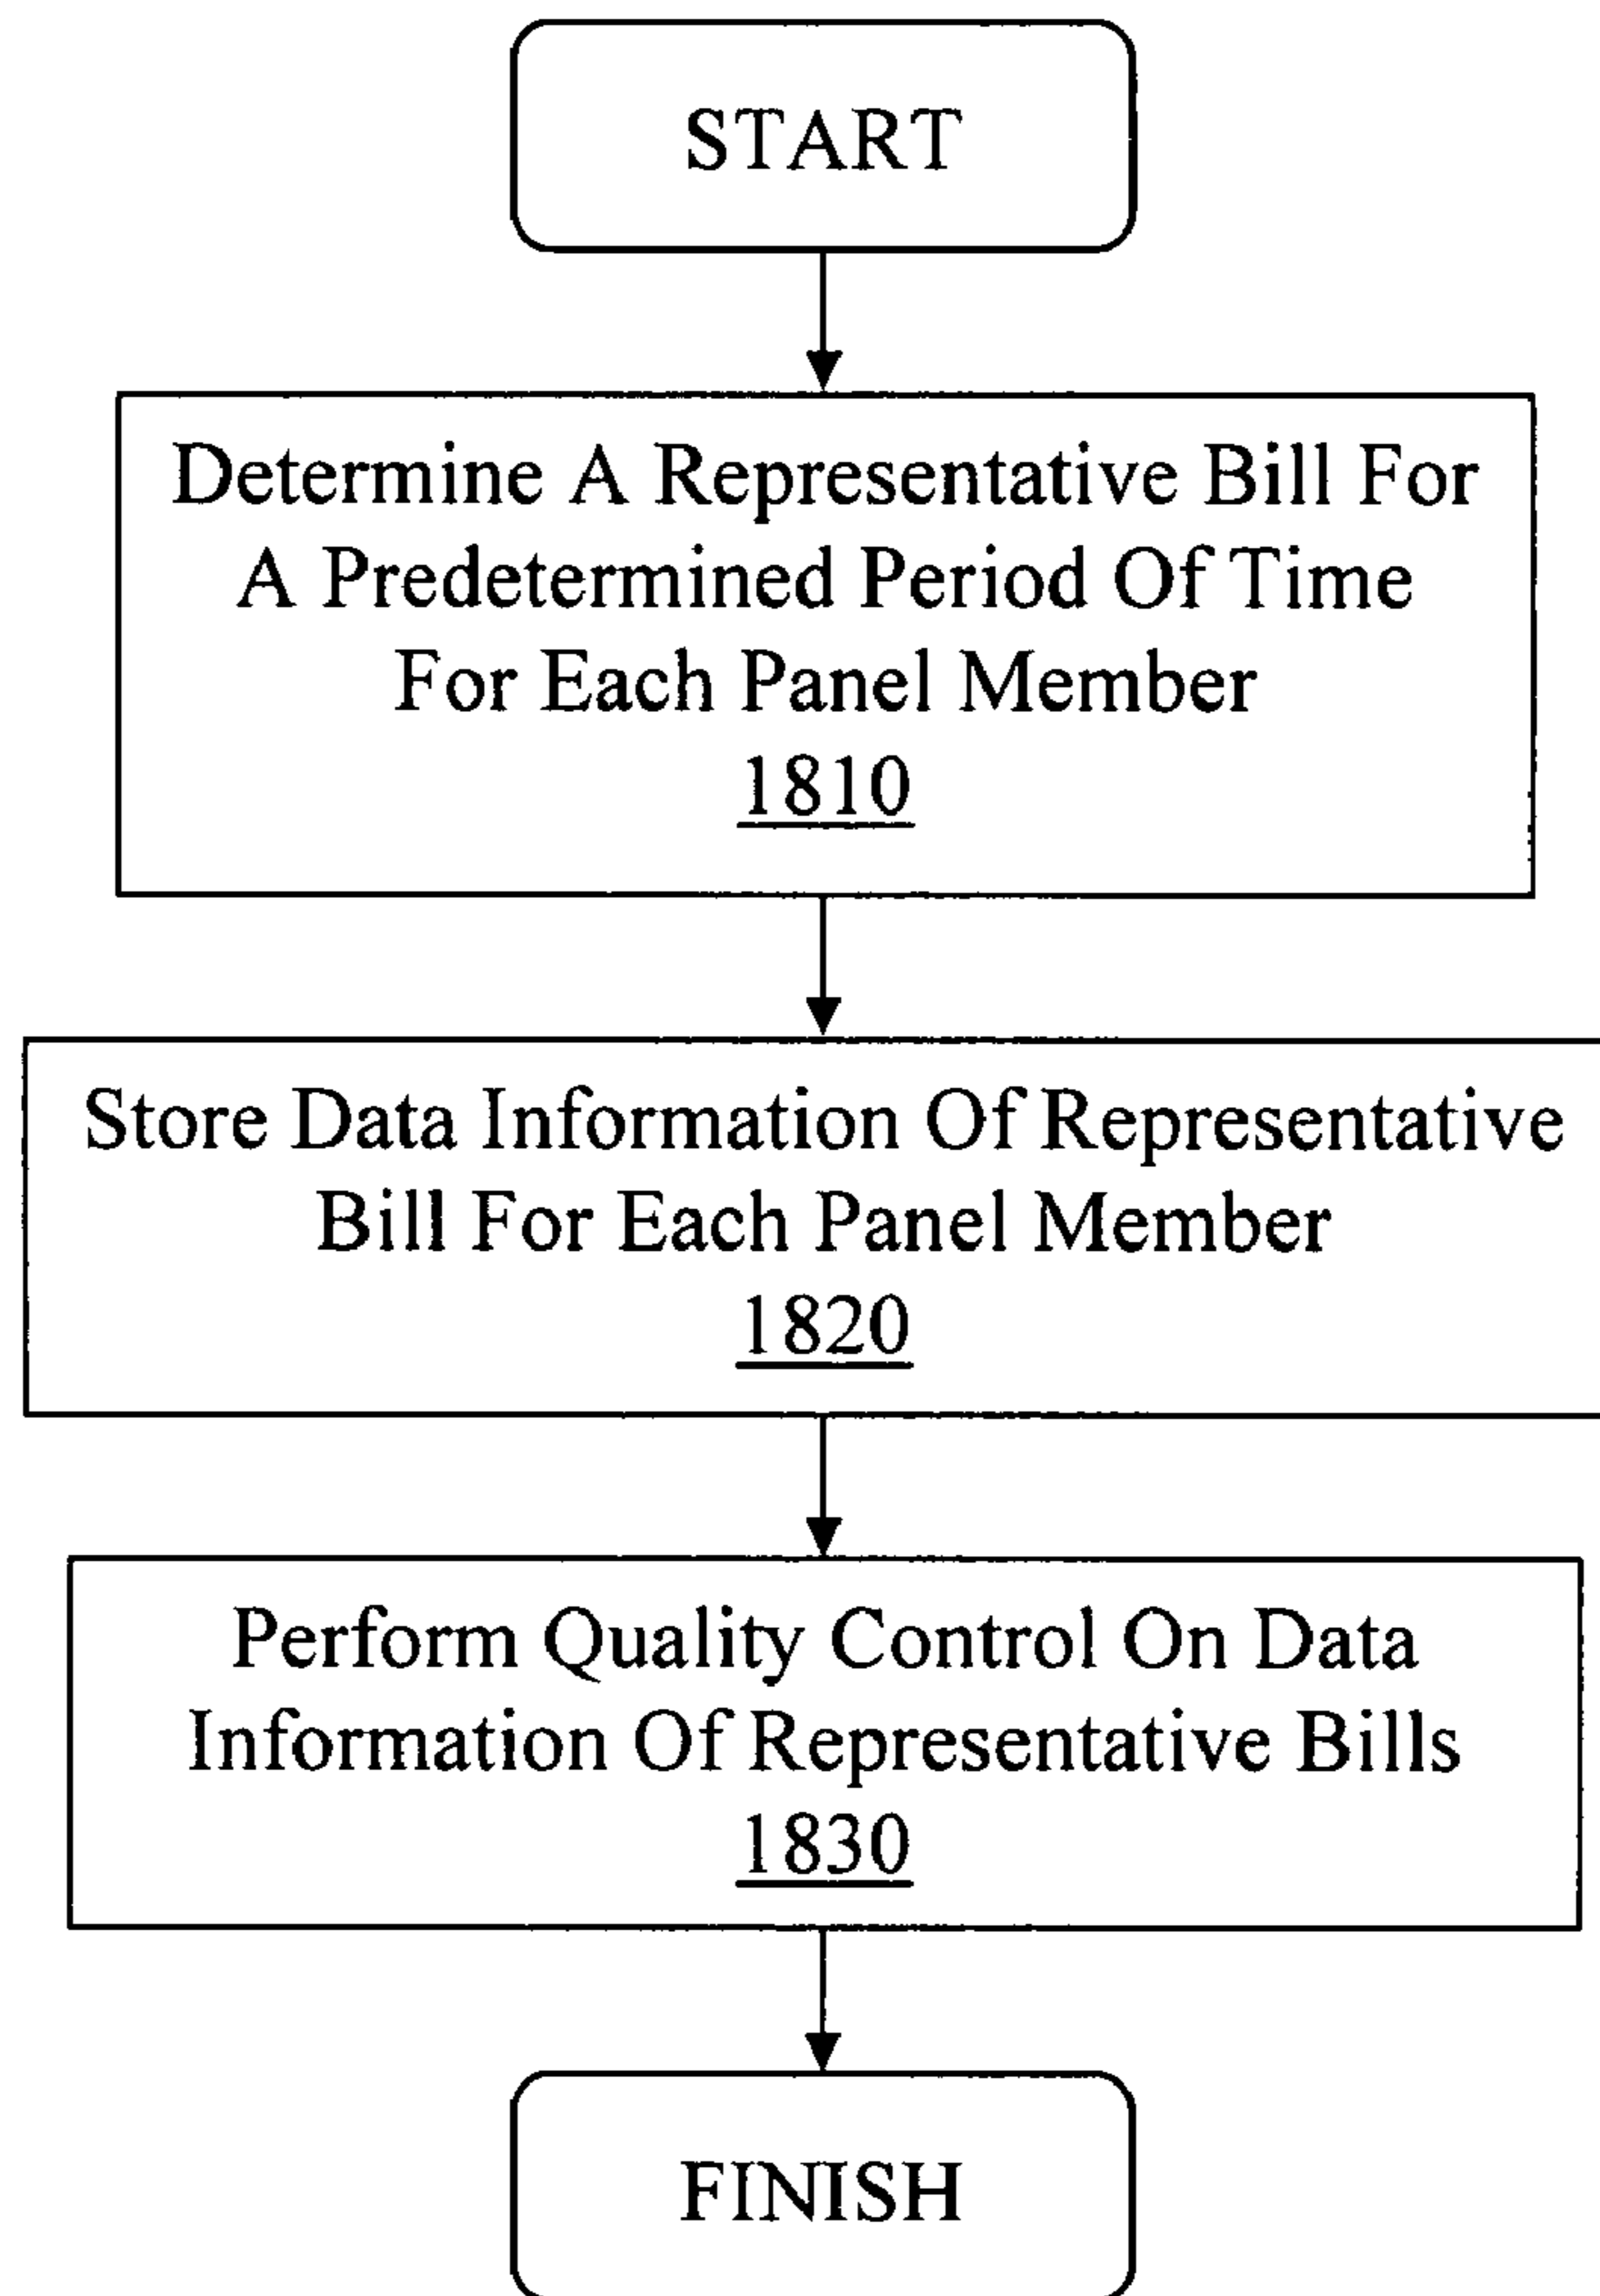 START
Determine A Representative Bill For
A Predetermined Period Of Time
For Each Panel Member
1810
Store Data Information Of Representative
Bill For Each Panel Member
1820
Perform Quality Control On Data
Information Of Representative Bills
1830
FINISH